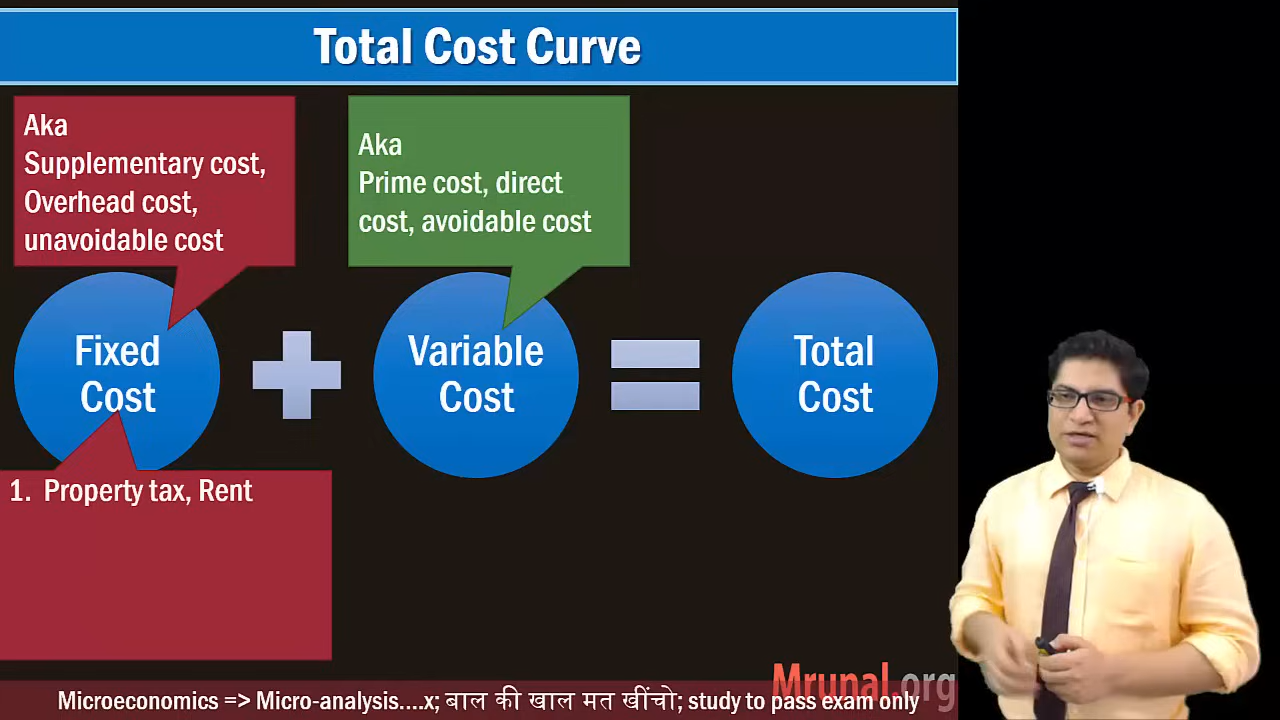 Total Cost Curve
Aka
Supplementary cost,
Overhead cost,
unavoidable cost
Aka
Prime cost, direct
cost, avoidable cost
Fixed
Cost
Variable
Cost
Total
Cost
1. Property tax, Rent
Mrunal.org
Microeconomics => Micro-analysis....x; बाल की खाल मत खींचो; study to pass exam only